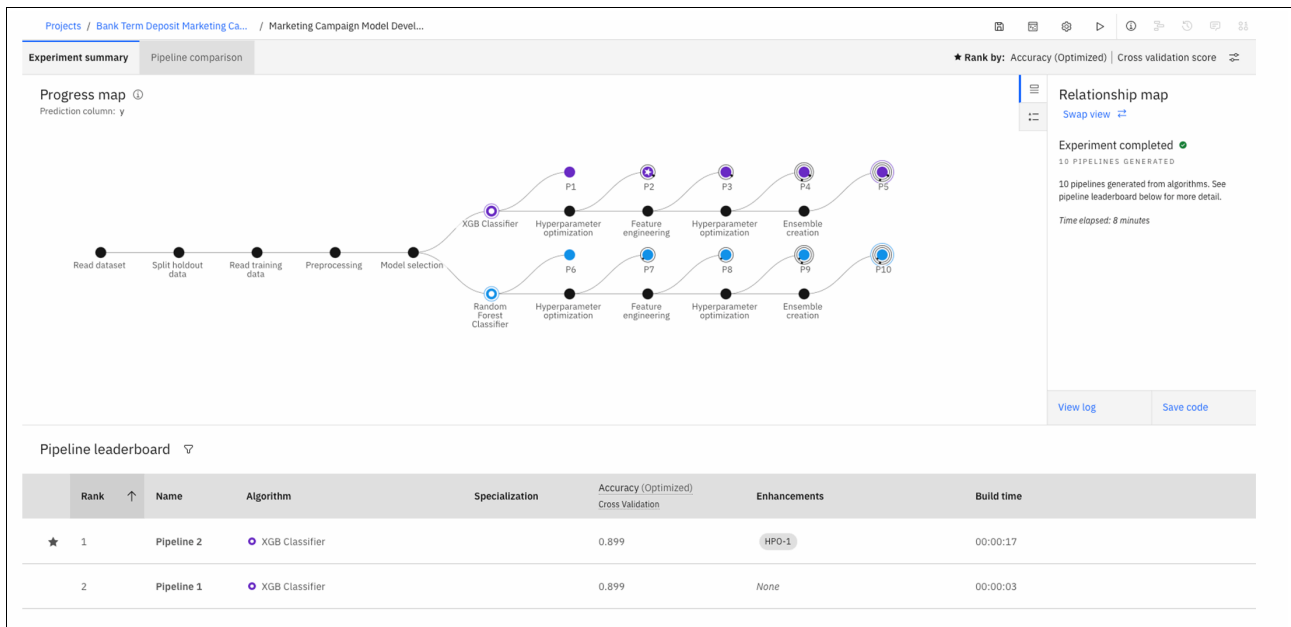 Projects / Bank Term Deposit Marketing Ca... / Marketing Campaign Model Devel...
Experiment summary
Pipeline comparison
★ Rank by: Accuracy (Optimized) | Cross validation score
Progress map
Prediction column: y
Relationship map
Swap view
Experiment completed
10 PIPELINES GENERATED
10 pipelines generated from algorithms. See
pipeline leaderboard below for more detail.
Time elapsed: 8 minutes
P1
P2
P3
P4
P5
XGB Classifier
Hyperparameter
optimization
Feature
engineering
Hyperparameter
optimization
Ensemble
creation
Read dataset
Split holdout
data
Read training
data
Preprocessing
Model selection
P6
P7
P8
P9
P10
Random
Forest
Classifier
Hyperparameter
optimization
Feature
engineering
Hyperparameter
optimization
Ensemble
creation
View log
Save code
Pipeline leaderboard
Rank ↑ Name Algorithm Specialization Accuracy (Optimized) Enhancements Build time
Cross Validation
★ 1 Pipeline 2 XGB Classifier 0.899 HPO-1 00:00:17
2 Pipeline 1 XGB Classifier 0.899 None 00:00:03